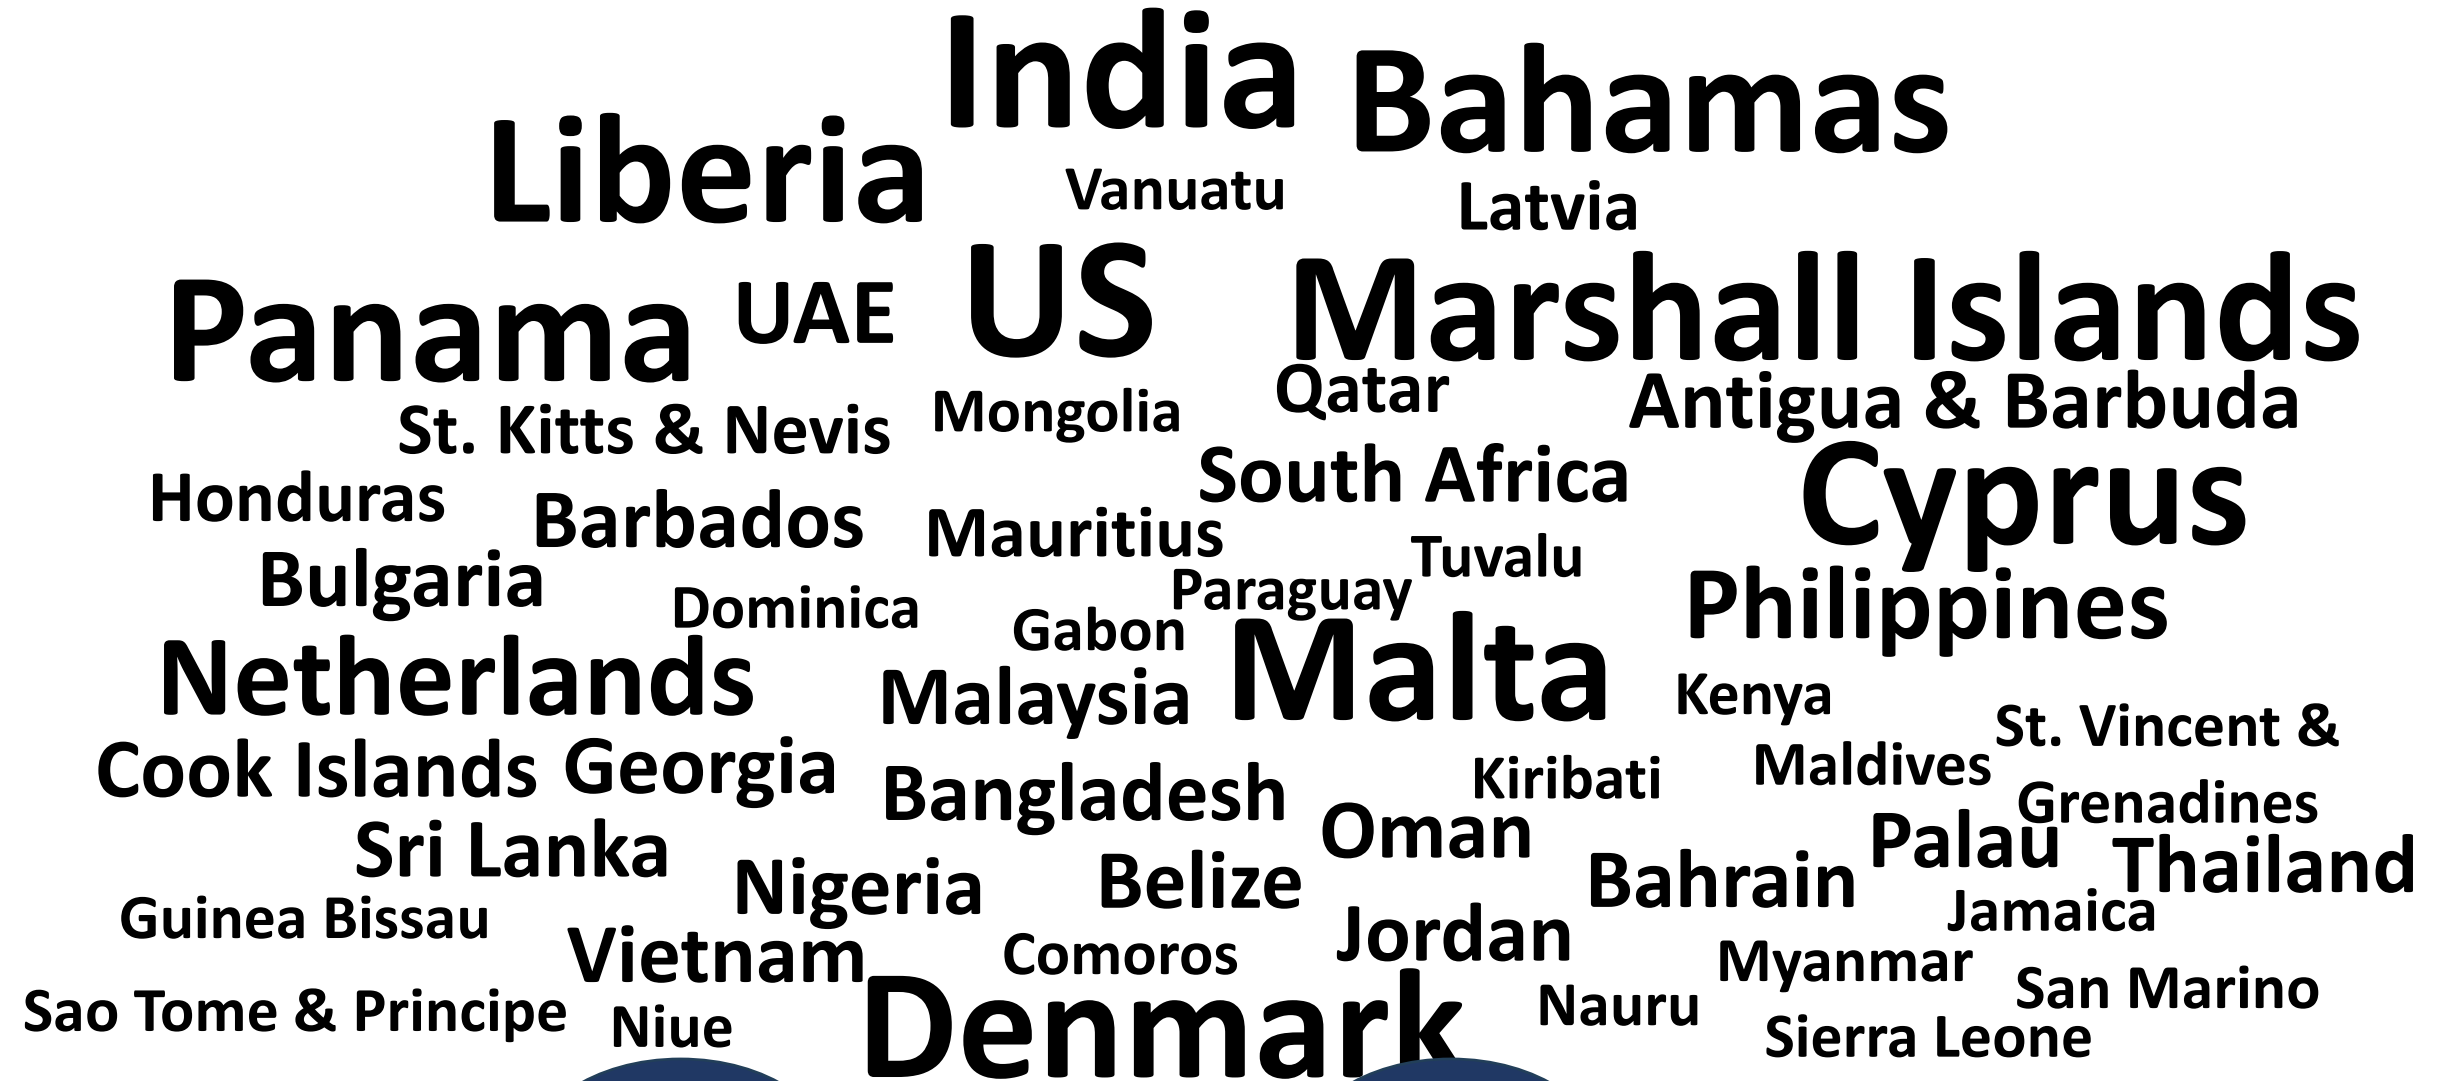 India
Bahamas
Liberia
Vanuatu
Latvia
US
Marshall Islands
Panama
UAE
Mongolia
Qatar
Antigua & Barbuda
St. Kitts & Nevis
South Africa
Cyprus
Honduras
Barbados
Mauritius
Tuvalu
Bulgaria
Paraguay
Philippines
Dominica
Gabon
Malta
Netherlands
Malaysia
Kenya
St. Vincent &
Grenadines
Cook Islands
Georgia
Bangladesh
Kiribati
Maldives
Oman
Palau
Thailand
Sri Lanka
Nigeria
Belize
Bahrain
Jamaica
Guinea Bissau
Vietnam
Comoros
Jordan
Myanmar
San Marino
Sao Tome & Principe
Niue
Denmark
Nauru
Sierra Leone